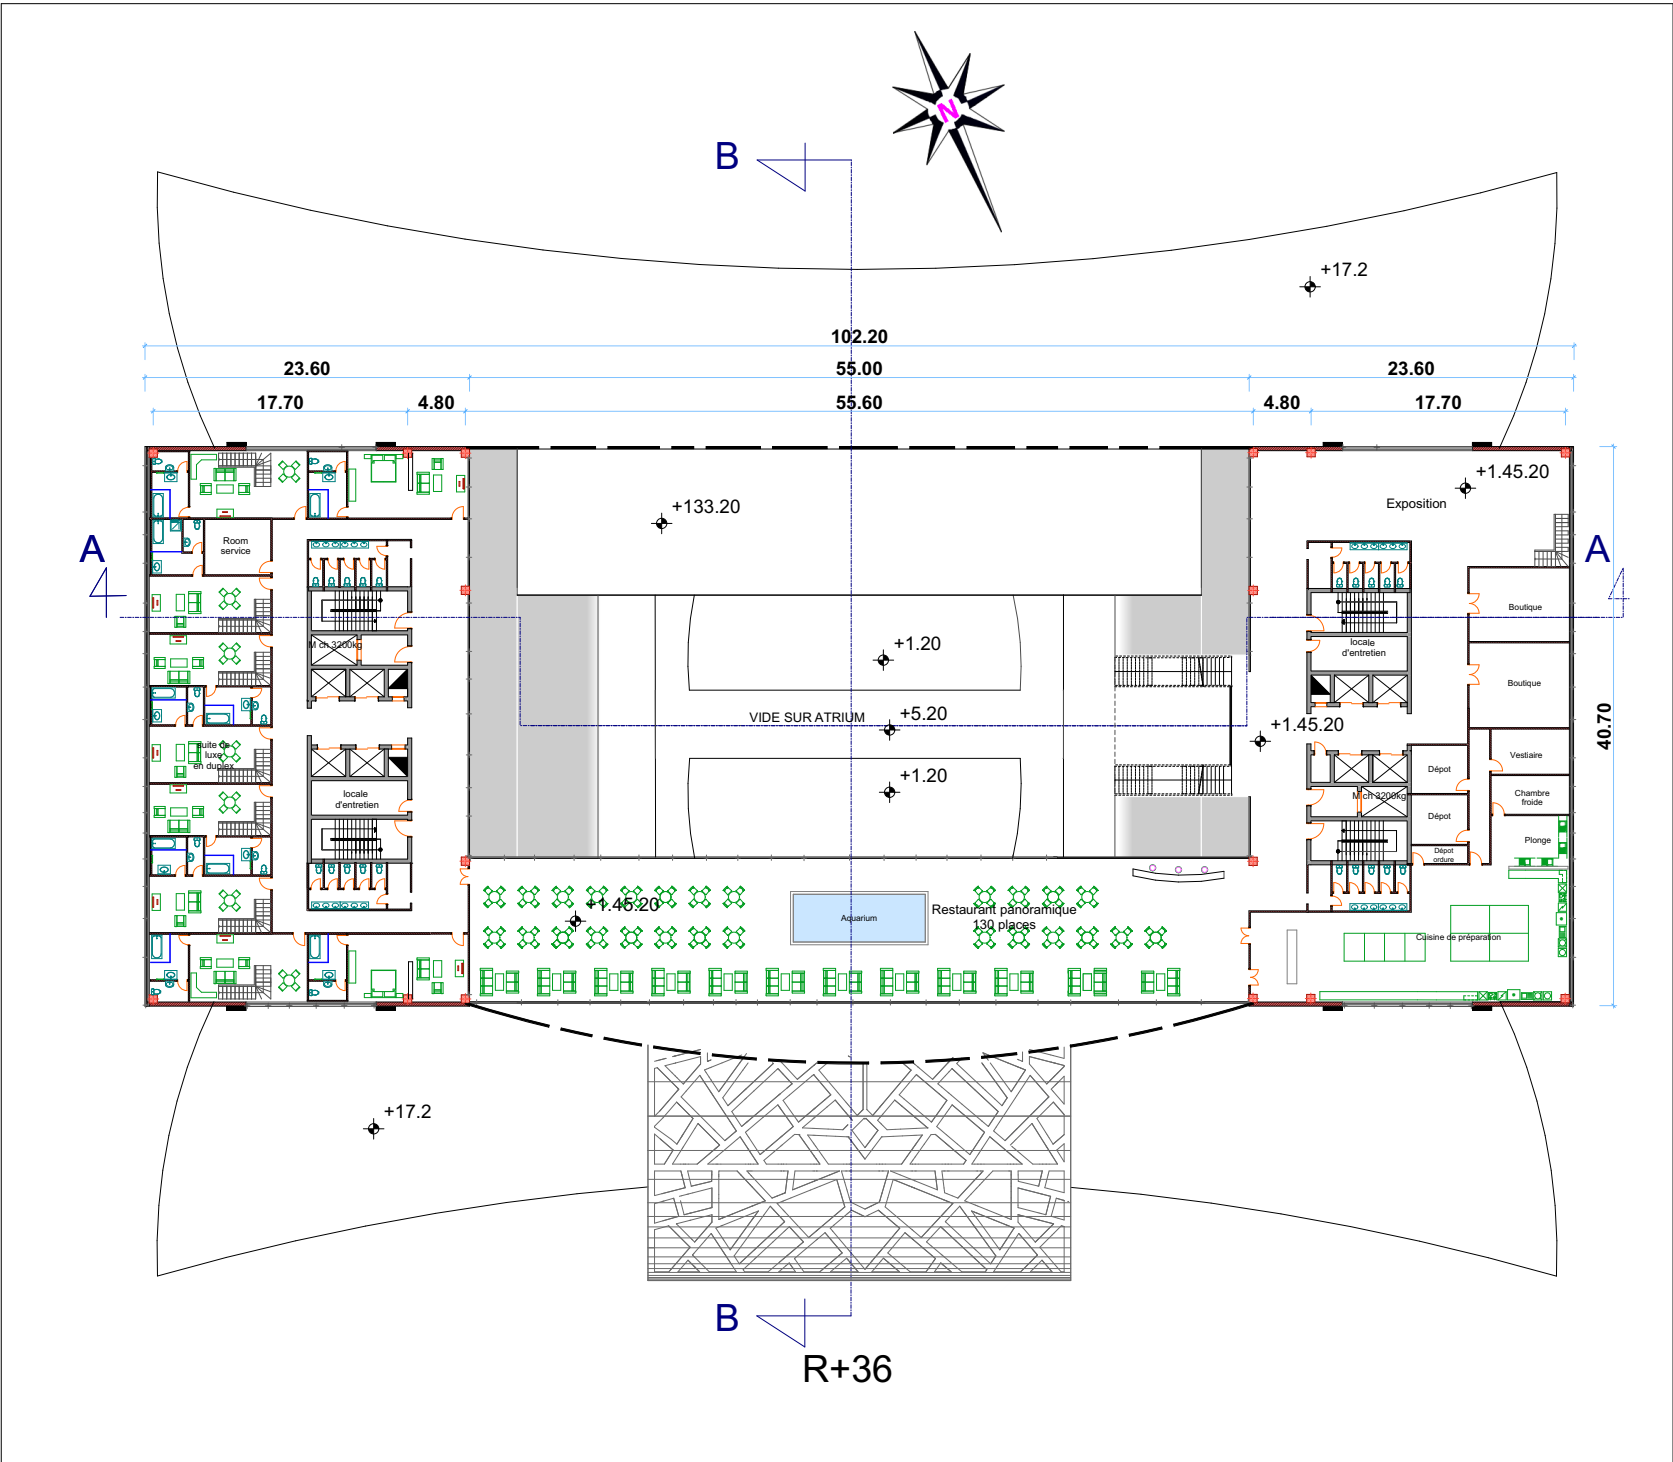 N
B
+17.2
102.20
23.60
55.00
23.60
17.70
4.80
55.60
4.80
17.70
+1.45.20
Exposition
+133.20
Room
service
A
A
Boutique
M ch 3200kg
locale
d'entretien
+1.20
Boutique
VIDE SUR ATRIUM
+5.20
+1.45.20
40.70
suite de
luxe
en duplex
Vestiaire
Dépot
+1.20
Chambre
froide
locale
d'entretien
M ch 3200kg
Dépot
Plonge
Dépot
ordure
+1.45.20
Aquarium
Restaurant panoramique
130 places
Cuisine de préparation
+17.2
B
R+36